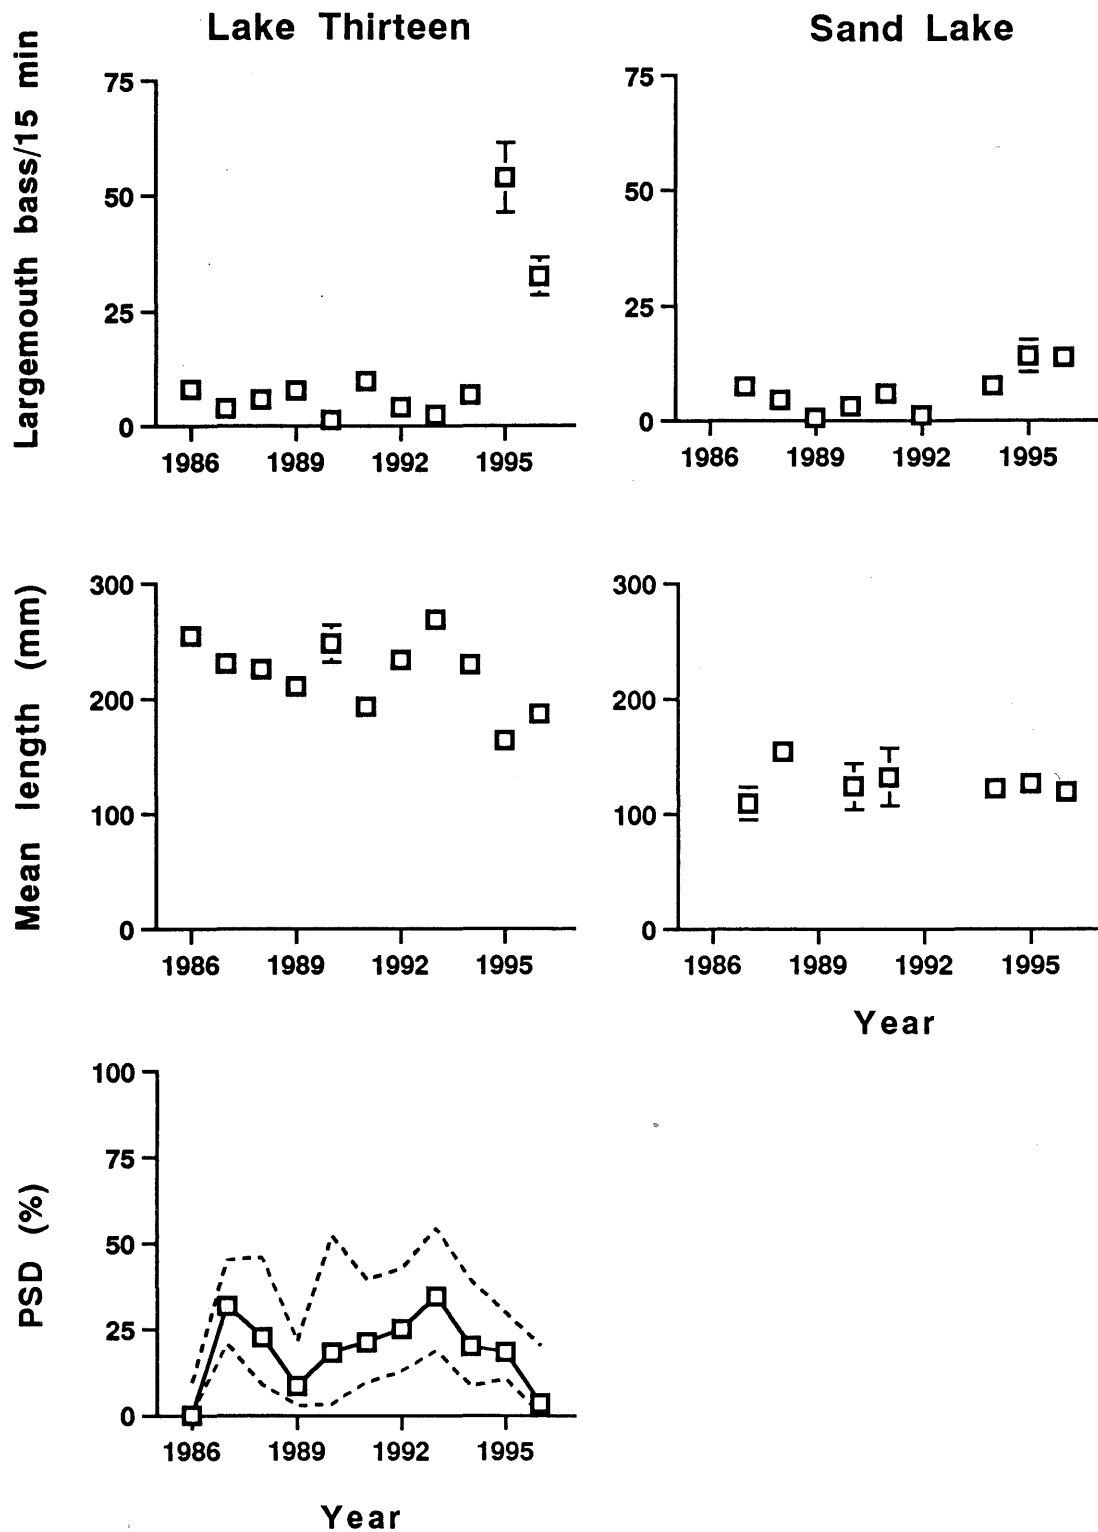 Lake Thirteen
Sand Lake
Largemouth bass/15 min
75
50
25
0
1986 1989 1992 1995
75
50
25
0
1986 1989 1992 1995
Mean length (mm)
300
200
100
0
1986 1989 1992 1995
300
200
100
0
1986 1989 1992 1995
Year
PSD (%)
100
75
50
25
0
1986 1989 1992 1995
Year